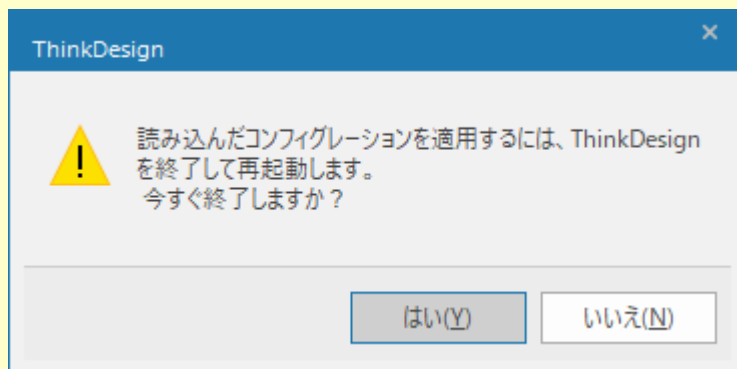 ThinkDesign
読み込んだコンフィグレーションを適用するには、ThinkDesign
を終了して再起動します。
今すぐ終了しますか？
はい(Y)
いいえ(N)